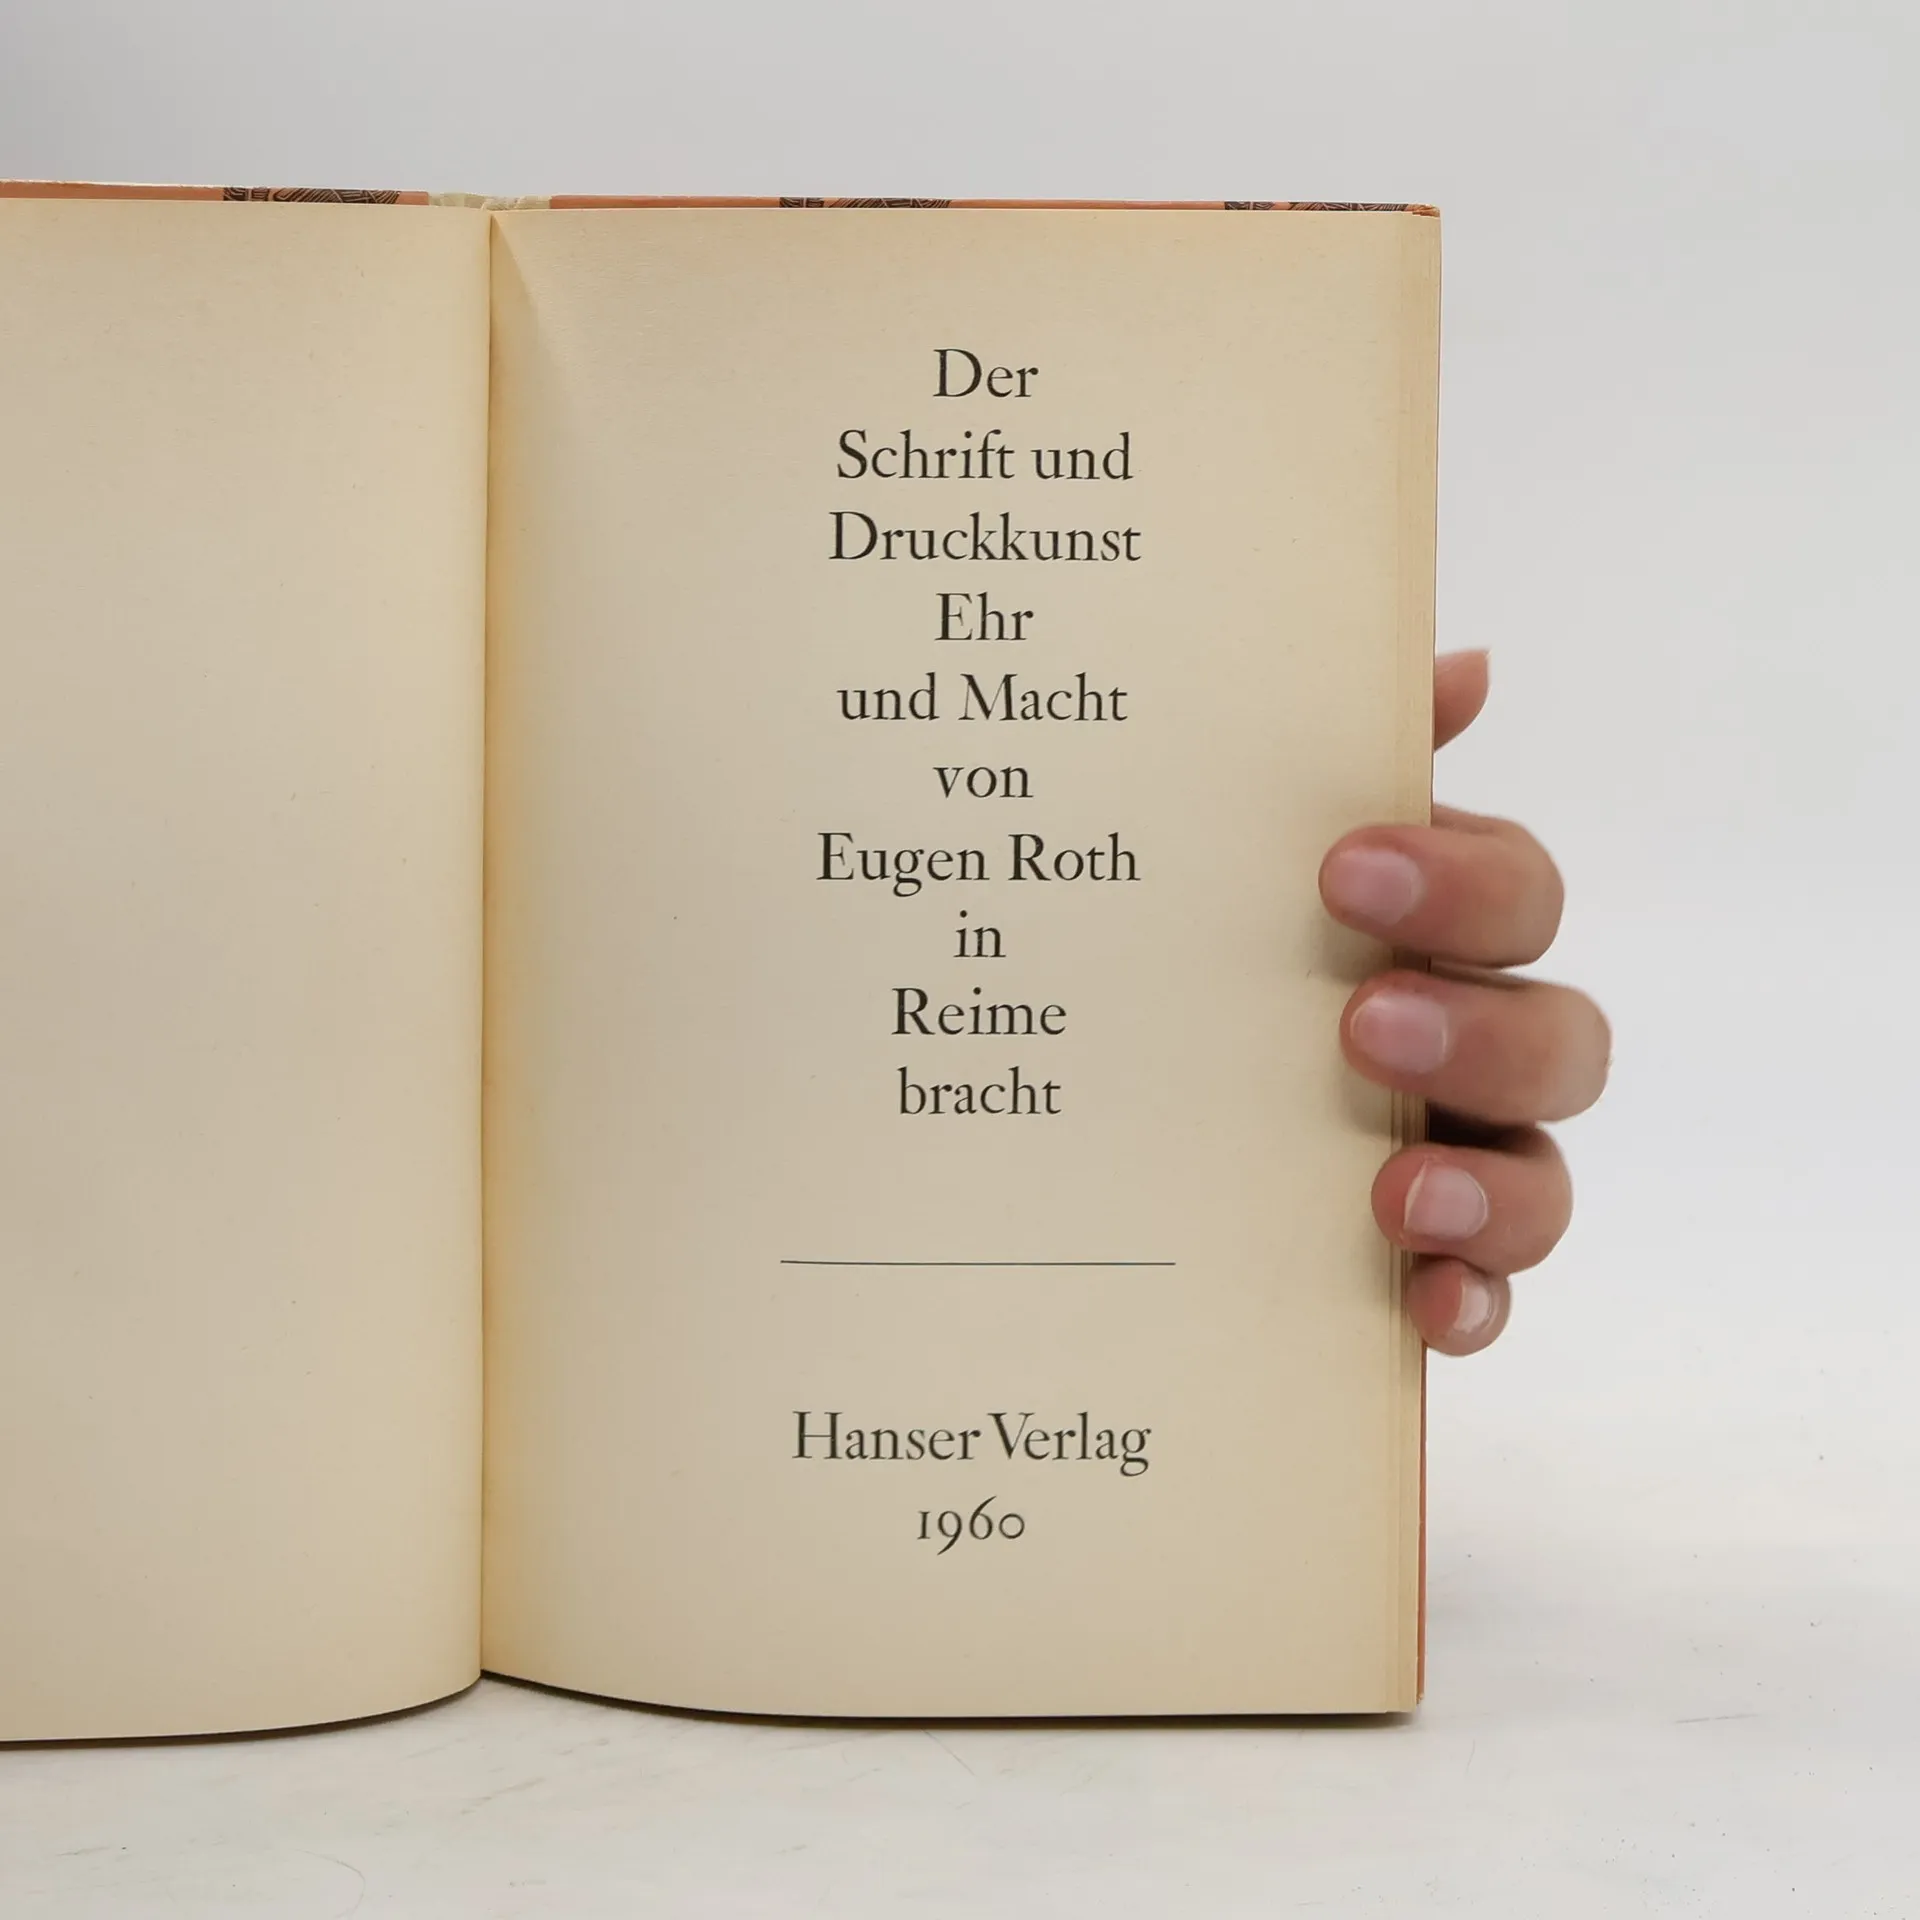 Der
Schrift und
Druckkunst
Ehr
und Macht
von
Eugen Roth
in
Reime
bracht
Hanser Verlag
1960